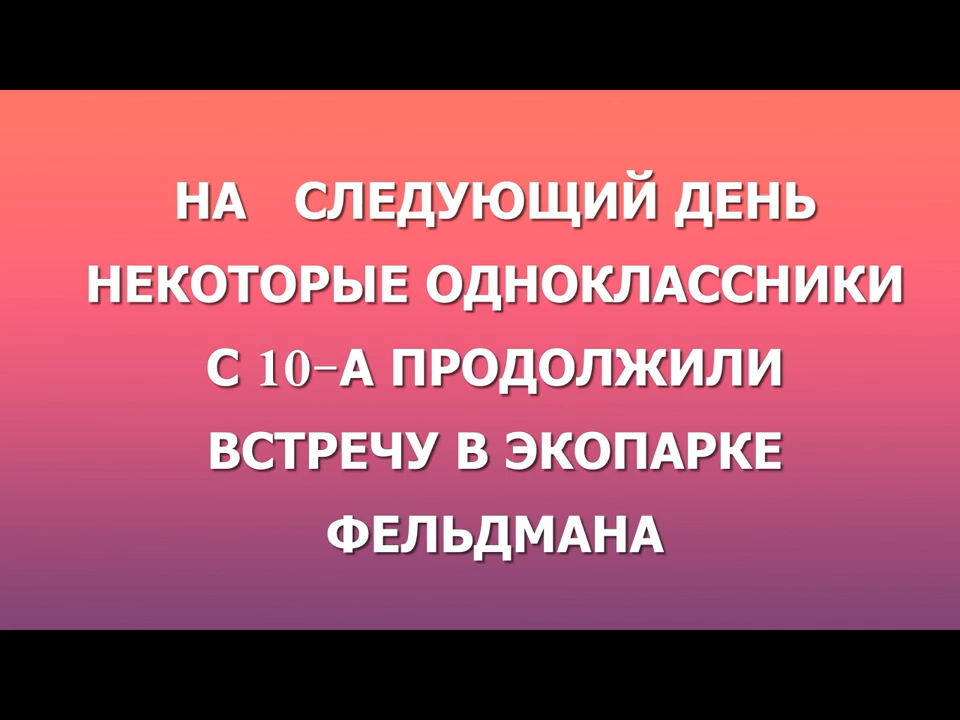 НА СЛЕДУЮЩИЙ ДЕНЬ
НЕКОТОРЫЕ ОДНОКЛАССНИКИ
С 10-А ПРОДОЛЖИЛИ
ВСТРЕЧУ В ЭКОПАРКЕ
ФЕЛЬДМАНА